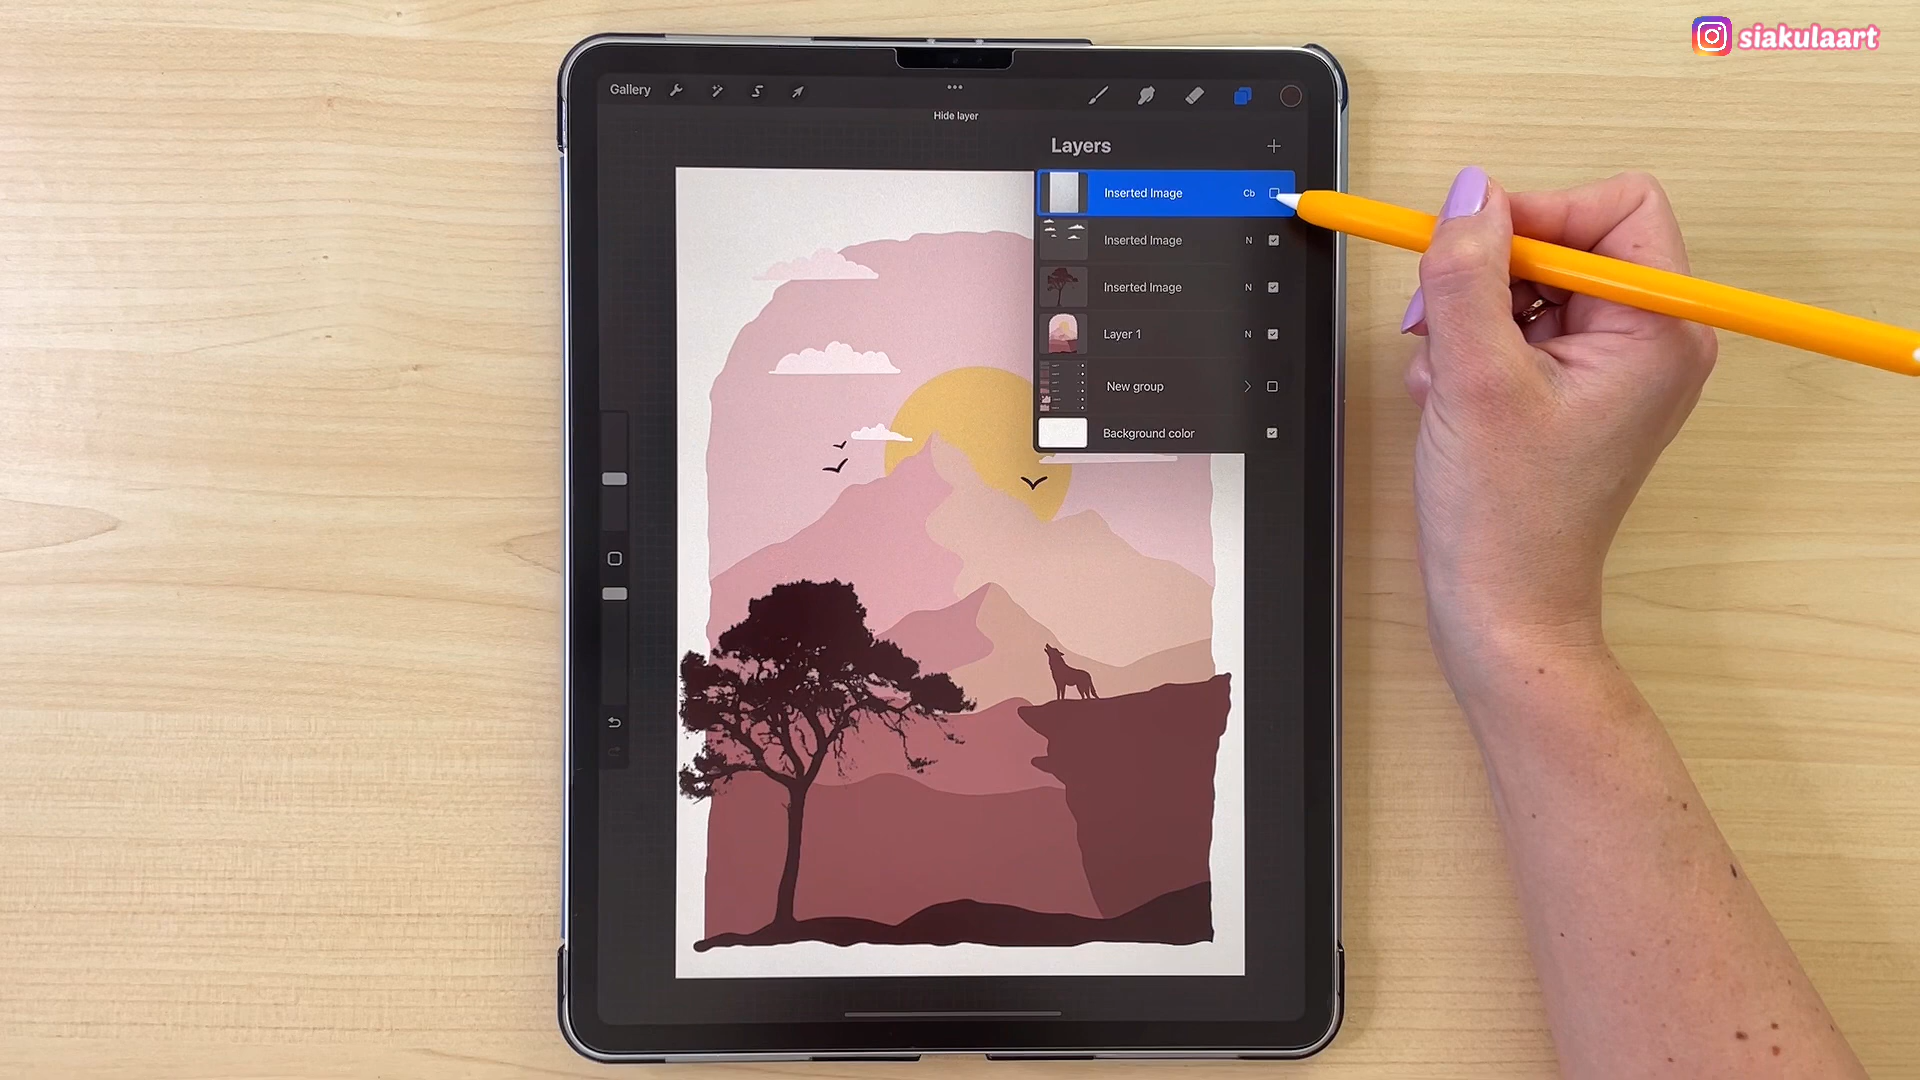 siakulaart
Gallery
Hide layer
Layers
Inserted Image Cb
Inserted Image N
Inserted Image N
Layer 1 N
New group
Background color